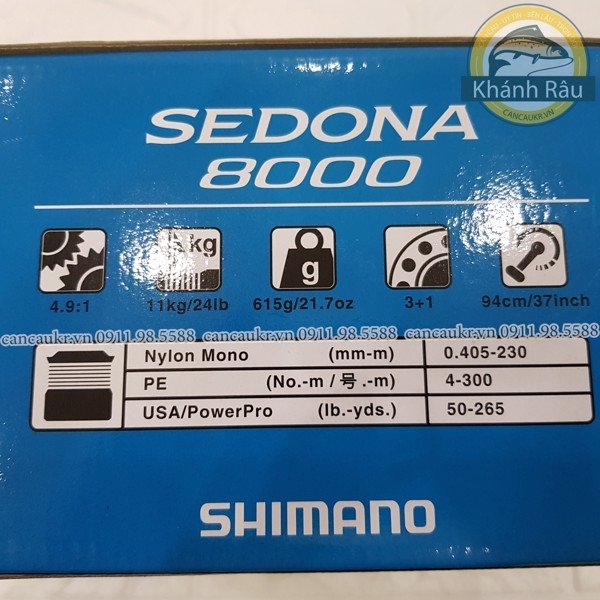 Khánh Râu
CANCAUKR.VN
SEDONA
8000
kg
g
4.9:1
11kg/24lb
615g/21.7oz
3+1
94cm/37inch
cancaukr.vn 0911.98.5588 cancaukr.vn 0911.98.5588 cancaukr.vn 0911.98.5588
Nylon Mono (mm-m) 0.405-230
PE (No.-m / 号.-m) 4-300
USA/PowerPro (lb.-yds.) 50-265
SHIMANO